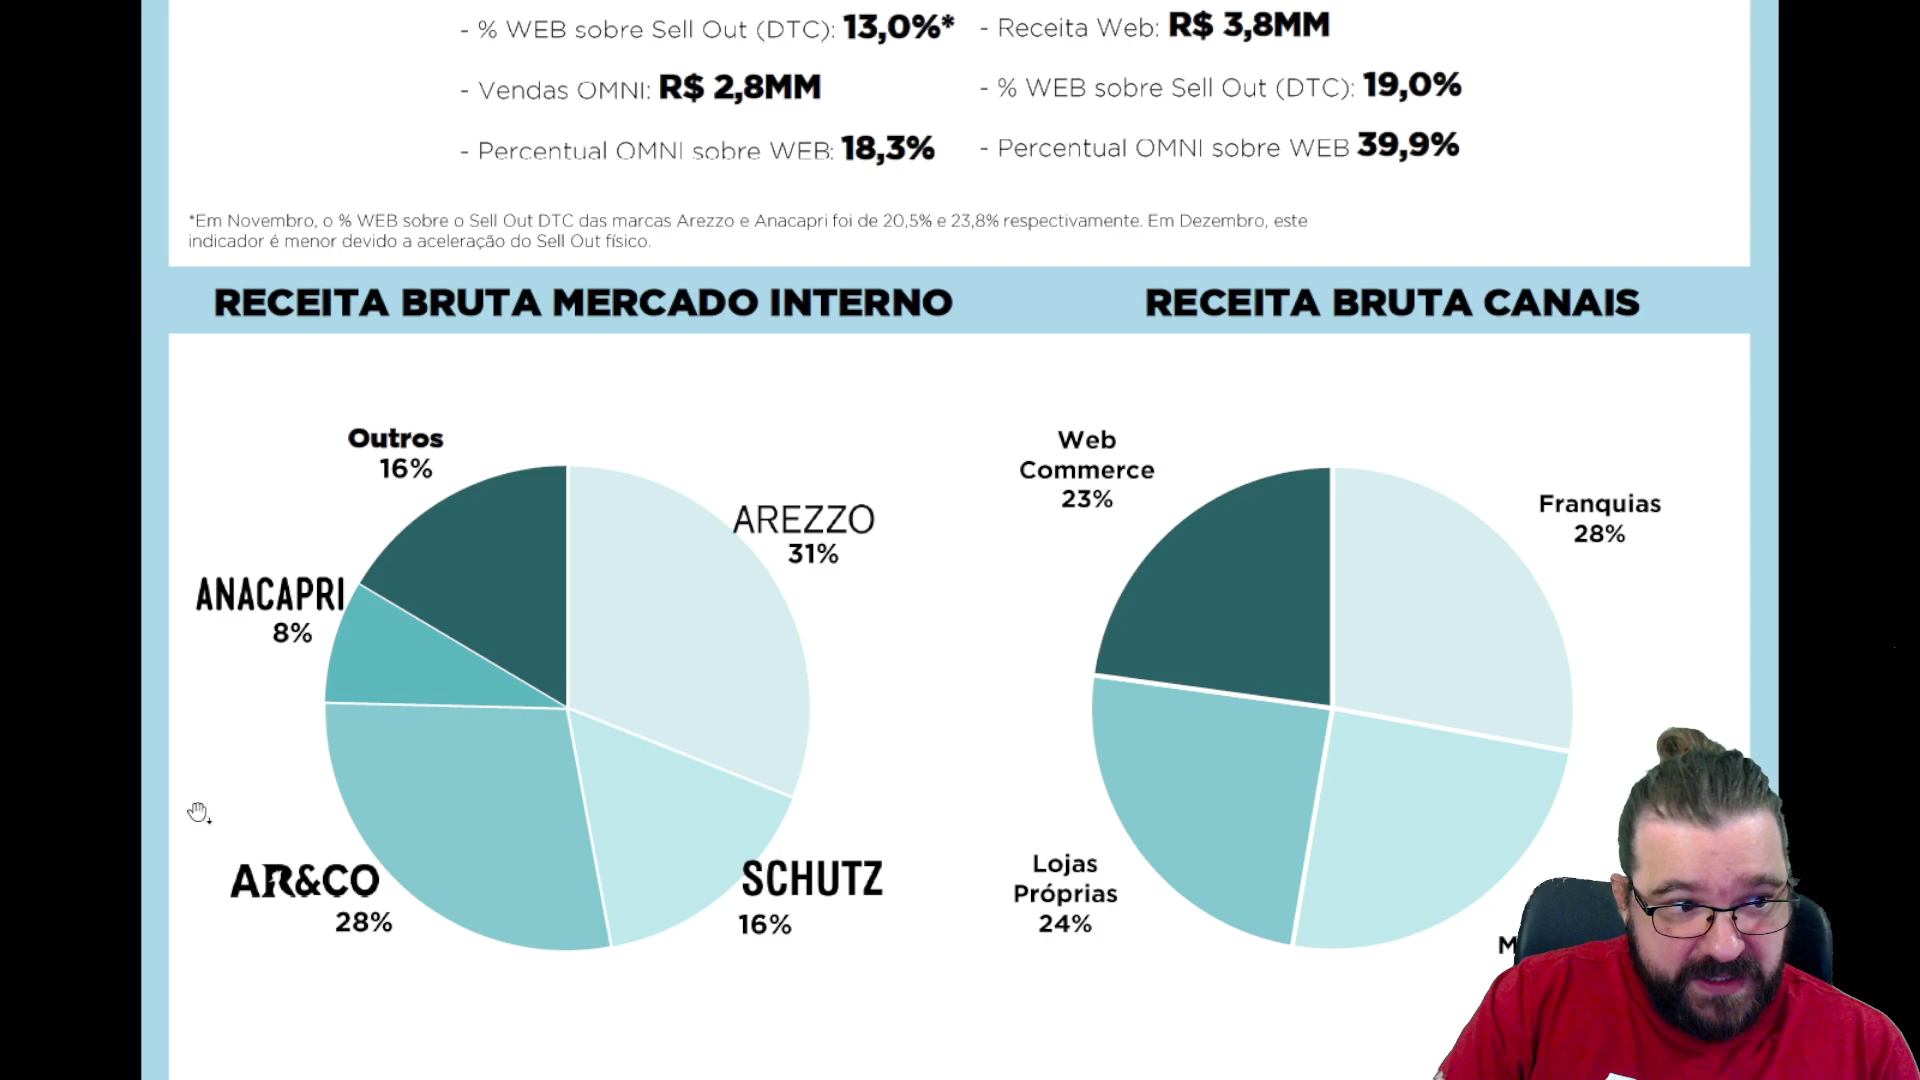 - % WEB sobre Sell Out (DTC): 13,0%*
- Vendas OMNI: R$ 2,8MM
- Percentual OMNI sobre WEB: 18,3%
- Receita Web: R$ 3,8MM
- % WEB sobre Sell Out (DTC): 19,0%
- Percentual OMNI sobre WEB 39,9%
*Em Novembro, o % WEB sobre o Sell Out DTC das marcas Arezzo e Anacapri foi de 20,5% e 23,8% respectivamente. Em Dezembro, este
indicador é menor devido a aceleração do Sell Out físico.
RECEITA BRUTA MERCADO INTERNO
Outros
16%
AREZZO
31%
ANACAPRI
8%
AR&CO
28%
SCHUTZ
16%
RECEITA BRUTA CANAIS
Web
Commerce
23%
Franquias
28%
Lojas
Próprias
24%